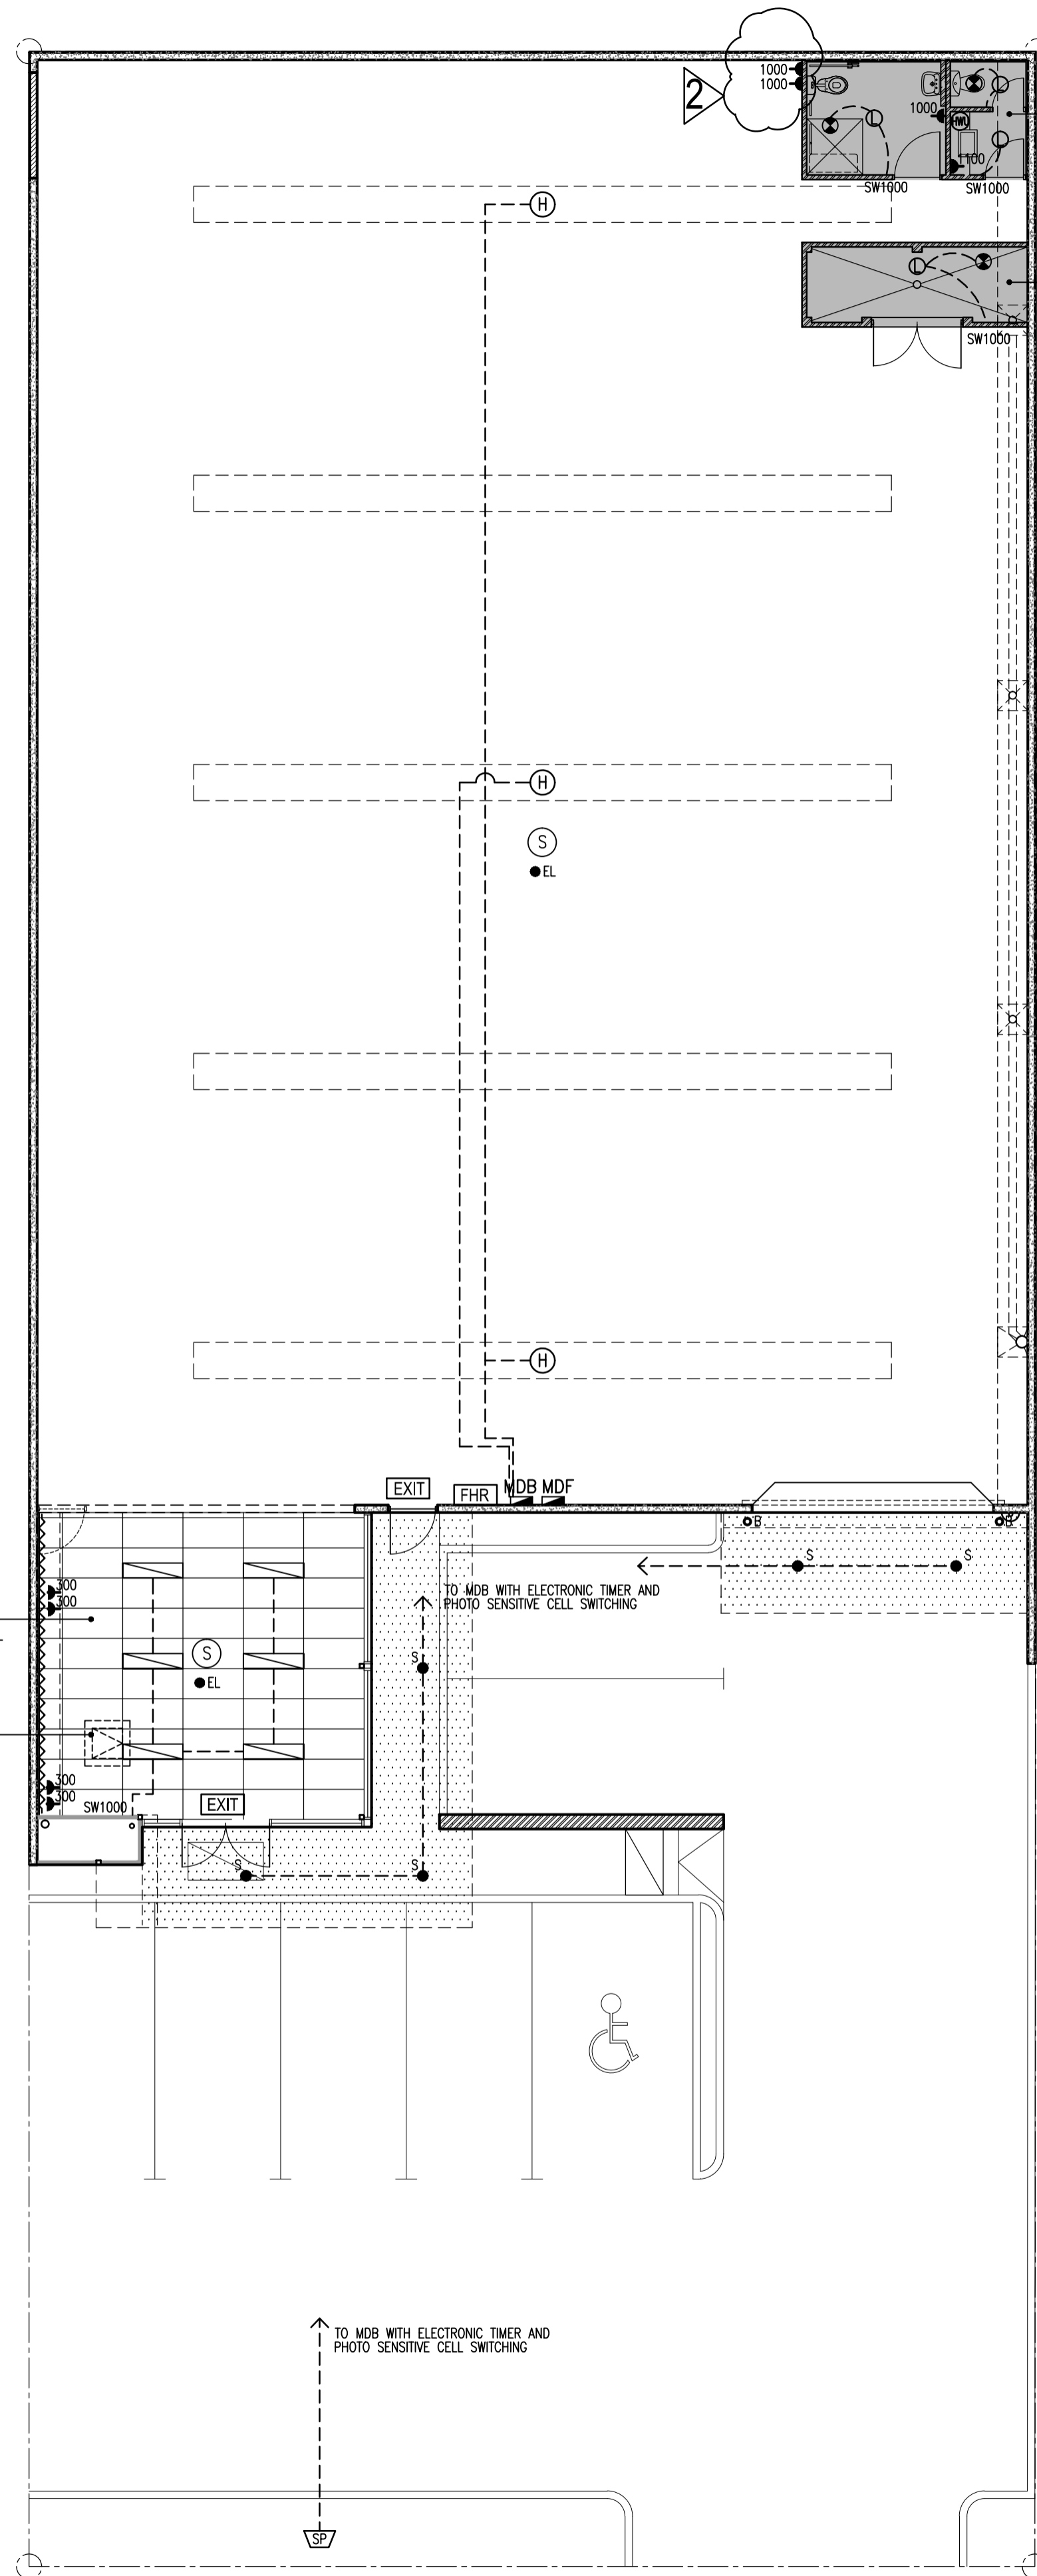 1000
1000
2
1000
HWU
1100
L
L
L
SW1000
SW1000
H
L
SW1000
H
S
EL
H
EXIT
FHR
MDB MDF
B
B
S
S
TO MDB WITH ELECTRONIC TIMER AND
PHOTO SENSITIVE CELL SWITCHING
300
300
S
EL
S
300
300
SW1000
EXIT
S
S
TO MDB WITH ELECTRONIC TIMER AND
PHOTO SENSITIVE CELL SWITCHING
SP